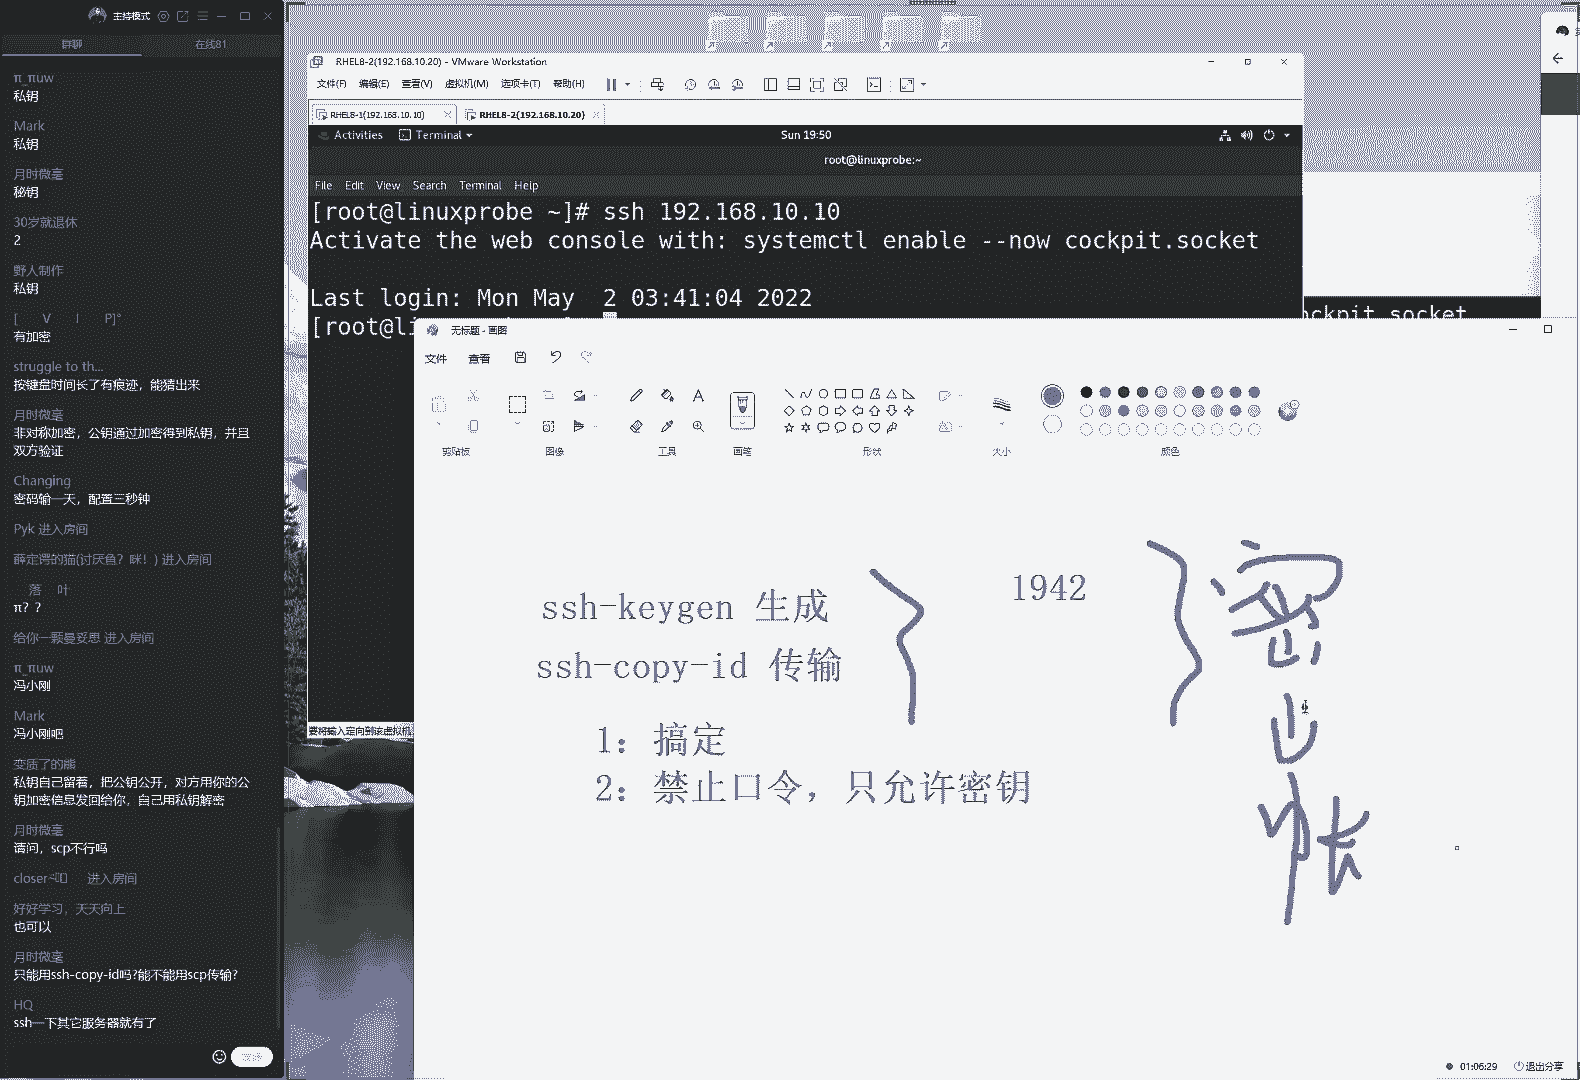 主持模式
群聊
在线81
π_πuw
私钥
Mark
私钥
月时微毫
秘钥
30岁就退休
2
野人制作
私钥
[ V I P]°
有加密
struggle to th...
按键盘时间长了有痕迹，能猜出来
月时微毫
非对称加密，公钥通过加密得到私钥，并且
双方验证
Changing
密码输一天，配置三秒钟
Pyk 进入房间
薛定谔的猫(讨厌鱼？咪！) 进入房间
落 叶
π？？
给你一颗曼妥思 进入房间
π_πuw
冯小刚
Mark
冯小刚吧
变质了的熊
私钥自己留着，把公钥公开，对方用你的公
钥加密信息发回给你，自己用私钥解密
月时微毫
请问，scp不行吗
进入房间
好好学习，天天向上
也可以
月时微毫
只能用ssh-copy-id吗?能不能用scp传输?
HQ
ssh一下其它服务器就有了
RHEL8-2(192.168.10.20) - VMware Workstation
文件(F) 编辑(E) 查看(V) 虚拟机(M) 选项卡(T) 帮助(H)
RHEL8-1(192.168.10.10) RHEL8-2(192.168.10.20)
Activities Terminal Sun 19:50
root@linuxprobe:~
File Edit View Search Terminal Help
[root@linuxprobe ~]# ssh 192.168.10.10
Activate the web console with: systemctl enable --now cockpit.socket
Last login: Mon May 2 03:41:04 2022
[root@li
ockpit.socket
要将输入定向到该虚拟机
无标题 - 画图
文件 查看
剪贴板 图像 工具 画笔 形状 大小 颜色
ssh-keygen 生成
ssh-copy-id 传输
1：搞定
2：禁止口令，只允许密钥
1942
密
01:06:29 退出分享